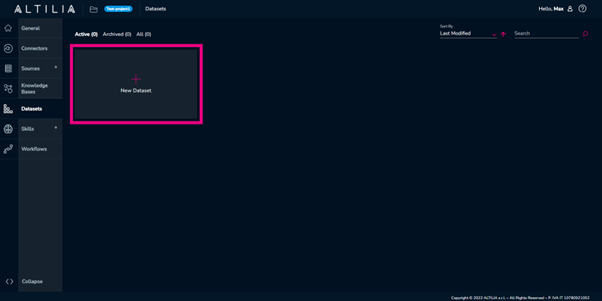 ALTILIA
Test-project1
Datasets
Hello, Max
General
Connectors
Sources
Knowledge
Bases
Datasets
Skills
Workflows
Collapse
Active (0) Archived (0) All (0)
Sort By
Last Modified
Search
New Dataset
Copyright © 2022 ALTILIA s.r.l. - All Rights Reserved - P. IVA IT 10780921002